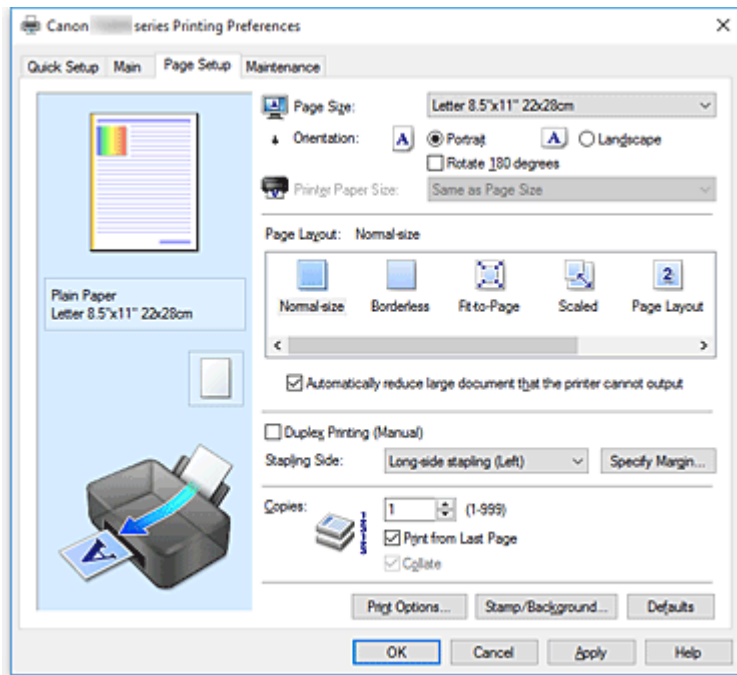 Canon series Printing Preferences
Quick Setup Main Page Setup Maintenance
Page Size: Letter 8.5"x11" 22x28cm
Orientation: A Portrait A Landscape
Rotate 180 degrees
Printer Paper Size: Same as Page Size
Page Layout: Normal-size
2
Normal-size Borderless Fit-to-Page Scaled Page Layout
Plain Paper
Letter 8.5"x11" 22x28cm
Automatically reduce large document that the printer cannot output
Duplex Printing (Manual)
Stapling Side: Long-side stapling (Left) Specify Margin...
Copies: 1 (1-999)
Print from Last Page
Collate
A
Print Options... Stamp/Background... Defaults
OK Cancel Apply Help